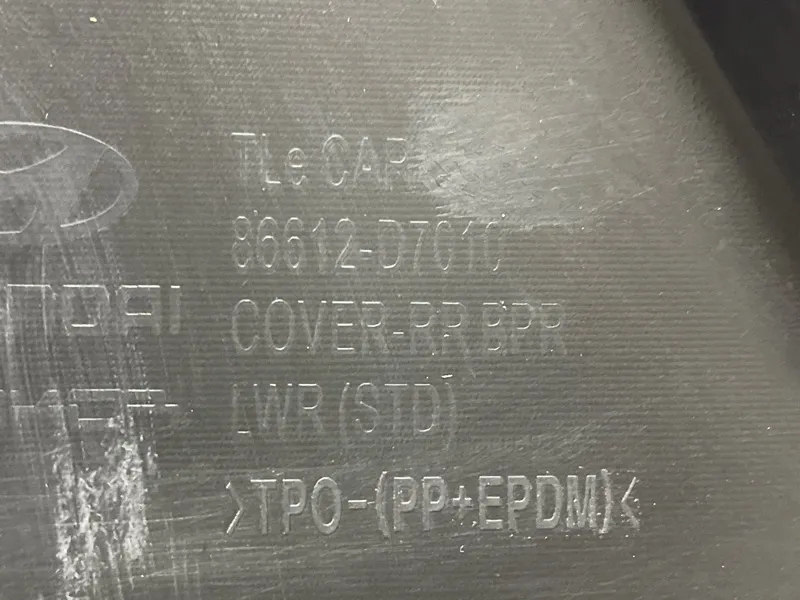 TLe CAR
86612-D7010
COVER-RR BPR
LWR (STD)
>TPO-(PP+EPDM)<